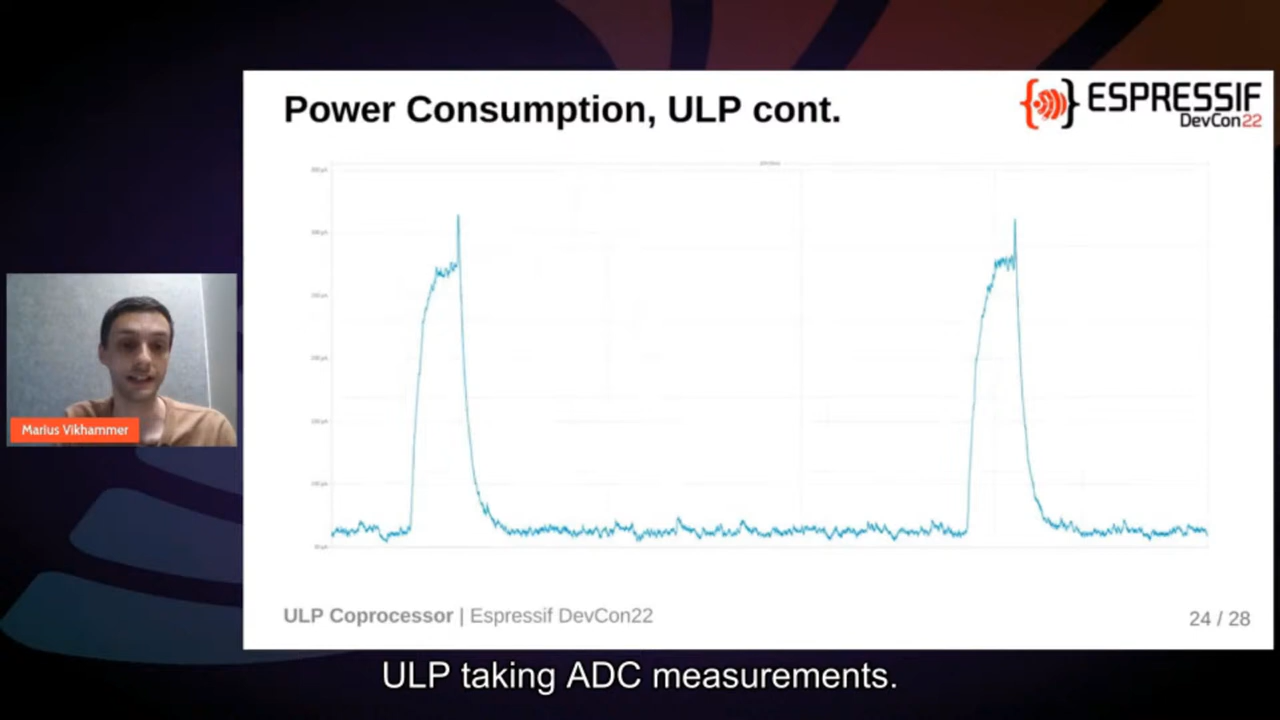 Power Consumption, ULP cont.
ESPRESSIF
DevCon22
Marius Vikhammer
ULP Coprocessor | Espressif DevCon22
24 / 28
ULP taking ADC measurements.